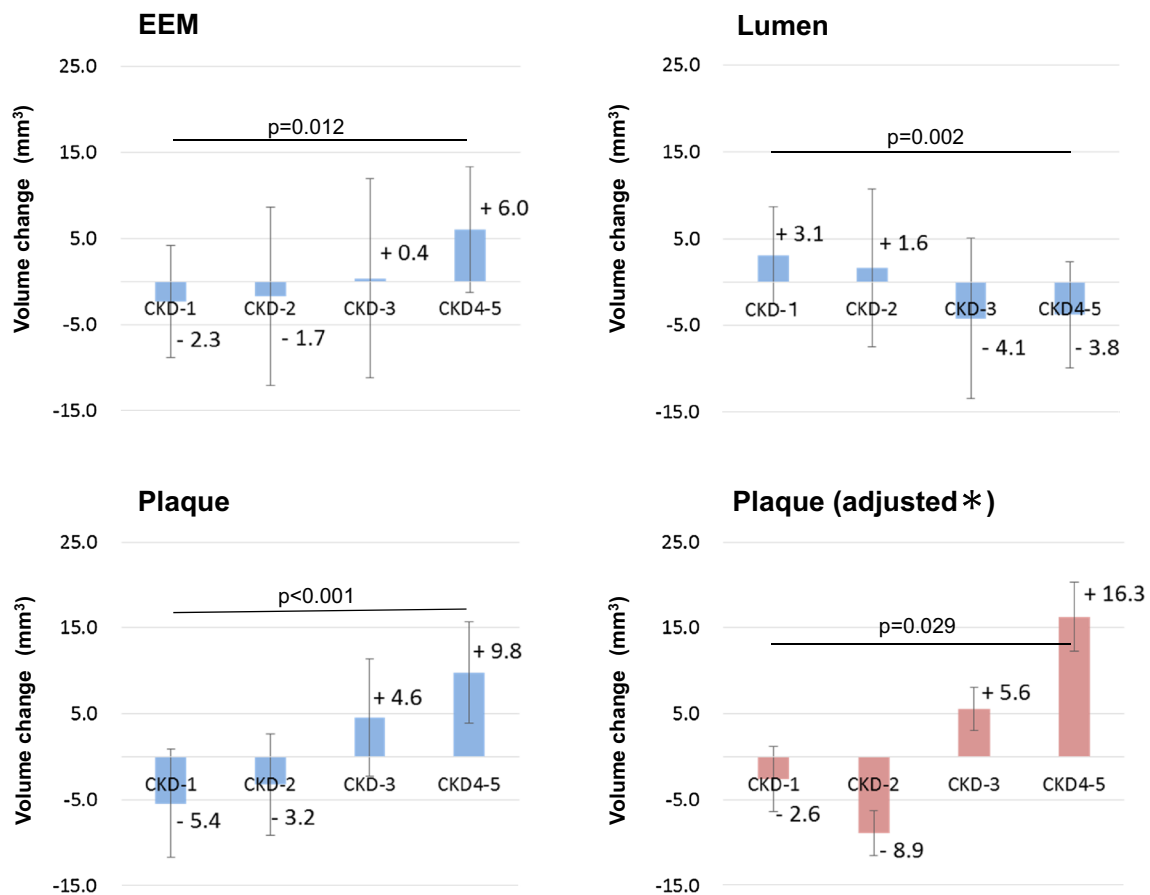 EEM
Volume change (mm³)
25.0
15.0
5.0
-5.0
-15.0
p=0.012
+ 6.0
+ 0.4
CKD-1
CKD-2
CKD-3
CKD4-5
- 2.3
- 1.7
Lumen
Volume change (mm³)
25.0
15.0
5.0
-5.0
-15.0
p=0.002
+ 3.1
+ 1.6
CKD-1
CKD-2
CKD-3
CKD4-5
- 4.1
- 3.8
Plaque
Volume change (mm³)
25.0
15.0
5.0
-5.0
-15.0
p<0.001
+ 9.8
+ 4.6
CKD-1
CKD-2
CKD-3
CKD4-5
- 5.4
- 3.2
Plaque (adjusted＊)
Volume change (mm³)
25.0
15.0
5.0
-5.0
-15.0
+ 16.3
p=0.029
+ 5.6
CKD-1
CKD-2
CKD-3
CKD4-5
- 2.6
- 8.9